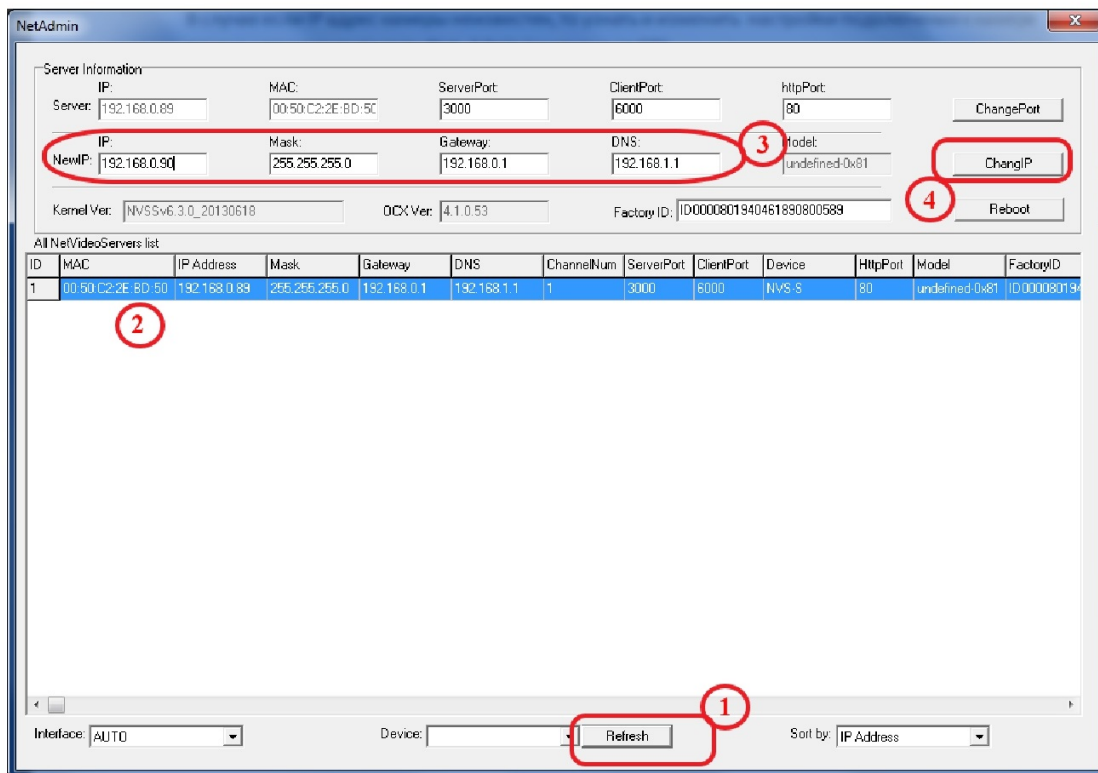 NetAdmin
Server Information
IP: MAC: ServerPort: ClientPort: httpPort:
Server: 192.168.0.89 00:50:C2:2E:BD:50 3000 6000 80 ChangePort
IP: Mask: Gateway: DNS: 3 Model:
NewIP: 192.168.0.90 255.255.255.0 192.168.0.1 192.168.1.1 undefined-0x81 ChangIP
Kernel Ver: NVSSv6.3.0_20130618 OCX Ver: 4.1.0.53 Factory ID: ID0000801940461890800589 4 Reboot
All NetVideoServers list
ID MAC IP Address Mask Gateway DNS ChannelNum ServerPort ClientPort Device HttpPort Model FactoryID
1 00:50:C2:2E:BD:50 192.168.0.89 255.255.255.0 192.168.0.1 192.168.1.1 1 3000 6000 NVS-S 80 undefined-0x81 ID000080194
2
1
Interface: AUTO Device: Refresh Sort by: IP Address